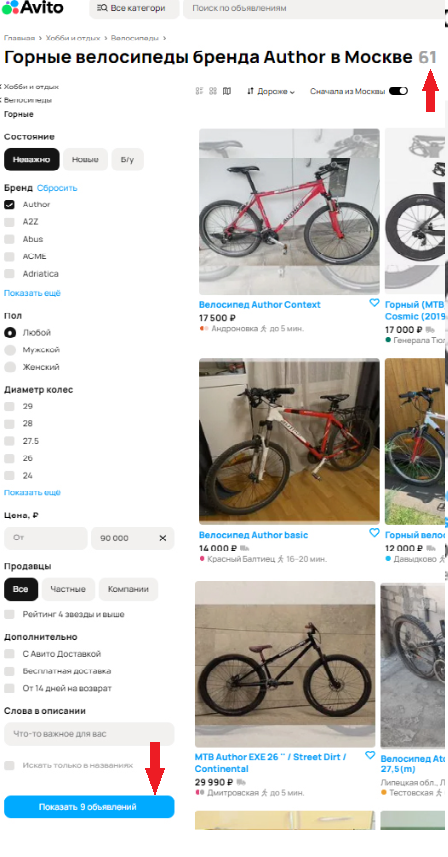 Avito
Все категори
Поиск по объявлениям
Главная > Хобби и отдых > Велосипеды >
Горные велосипеды бренда Author в Москве 61
Хобби и отдых
Велосипеды
Горные
Дороже
Сначала из Москвы
Состояние
Неважно
Новые
Б/у
Бренд Сбросить
Author
A2Z
Abus
ACME
Adriatica
Показать ещё
Пол
Любой
Мужской
Женский
Диаметр колес
29
28
27.5
26
24
Показать ещё
Цена, ₽
От
90 000
Продавцы
Все
Частные
Компании
Рейтинг 4 звезды и выше
Дополнительно
С Авито Доставкой
Бесплатная доставка
От 14 дней на возврат
Слова в описании
Что-то важное для вас
Искать только в названиях
Показать 9 объявлений
Велосипед Author Context
17 500 ₽
Андроновка до 5 мин.
Горный (МТВ
Cosmic (2019
17 000 ₽
Генерала Тюл
Велосипед Author basic
14 000 ₽
Красный Балтиец 16–20 мин.
Горный вело
12 000 ₽
Давыдково
МТВ Author EXE 26 " / Street Dirt /
Continental
29 990 ₽
Дмитровская до 5 мин.
Велосипед Ato
27.5(m)
Липецкая обл., Л
Тестовская